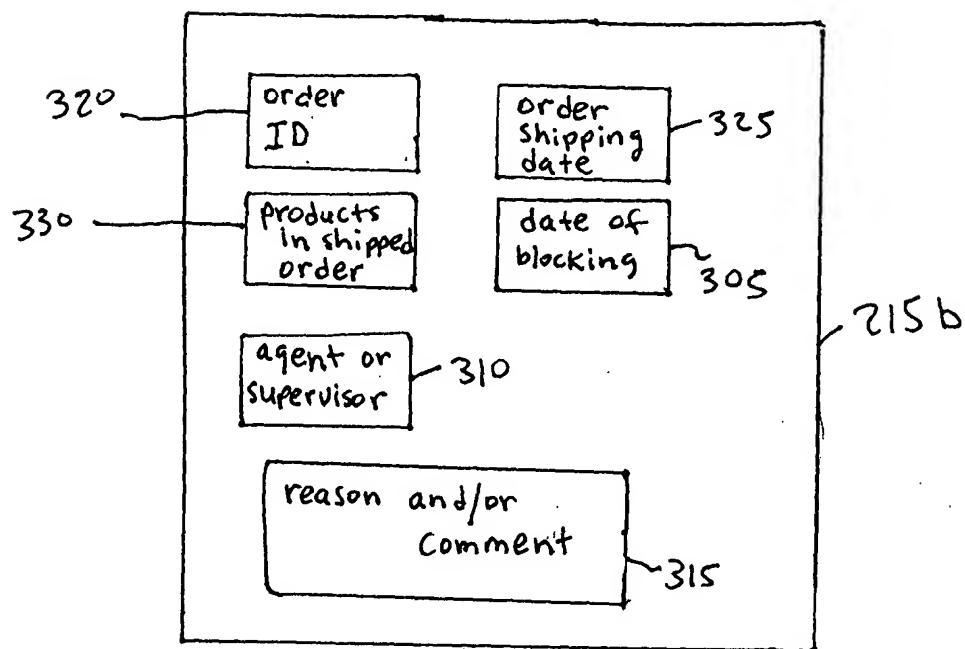 320
order
ID
order
shipping
date
325
330
products
in shipped
order
date of
blocking
305
215b
agent or
supervisor
310
reason and/or
comment
315